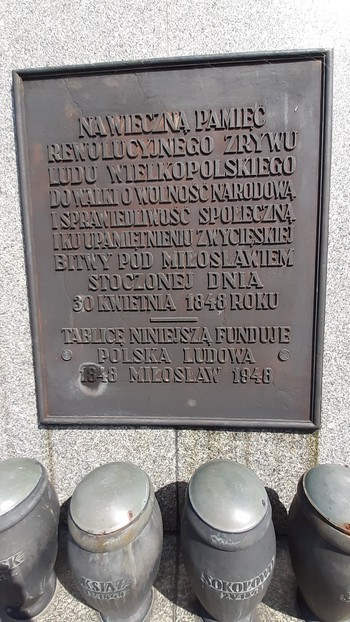 NA WIECZNĄ PAMIĘĆ
REWOLUCYJNEGO ZRYWU
LUDU WIELKOPOLSKIEGO
DO WALKI O WOLNOŚĆ NARODOWĄ
I SPRAWIEDLIWOŚĆ SPOŁECZNĄ
I KU UPAMIĘTNIENIU ZWYCIĘSKIEJ
BITWY POD MIŁOSŁAWIEM
STOCZONEJ DNIA
30 KWIETNIA 1848 ROKU
TABLICĘ NINIEJSZĄ FUNDUJE
POLSKA LUDOWA
1848 MIŁOSŁAW 1948
KSIĄŻ